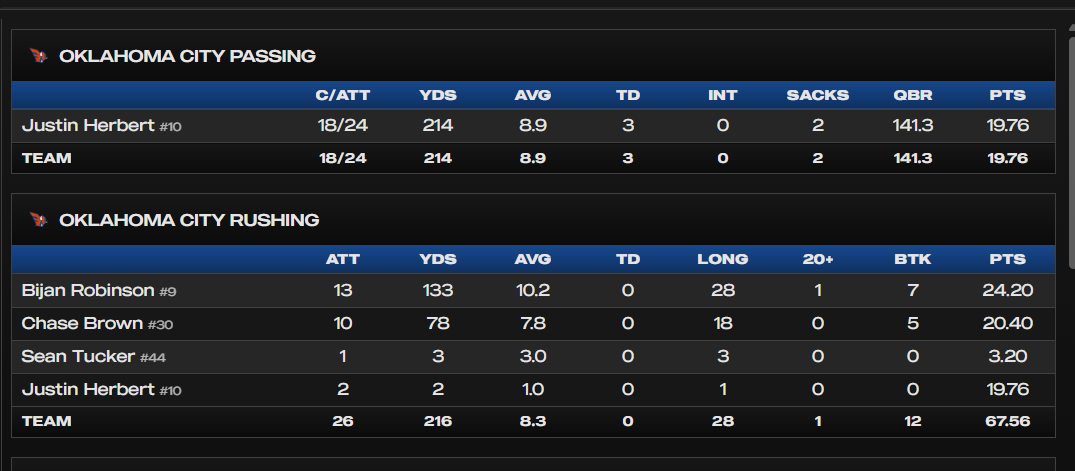 OKLAHOMA CITY PASSING
C/ATT YDS AVG TD INT SACKS QBR PTS
Justin Herbert #10 18/24 214 8.9 3 0 2 141.3 19.76
TEAM 18/24 214 8.9 3 0 2 141.3 19.76
OKLAHOMA CITY RUSHING
ATT YDS AVG TD LONG 20+ BTK PTS
Bijan Robinson #9 13 133 10.2 0 28 1 7 24.20
Chase Brown #30 10 78 7.8 0 18 0 5 20.40
Sean Tucker #44 1 3 3.0 0 3 0 0 3.20
Justin Herbert #10 2 2 1.0 0 1 0 0 19.76
TEAM 26 216 8.3 0 28 1 12 67.56